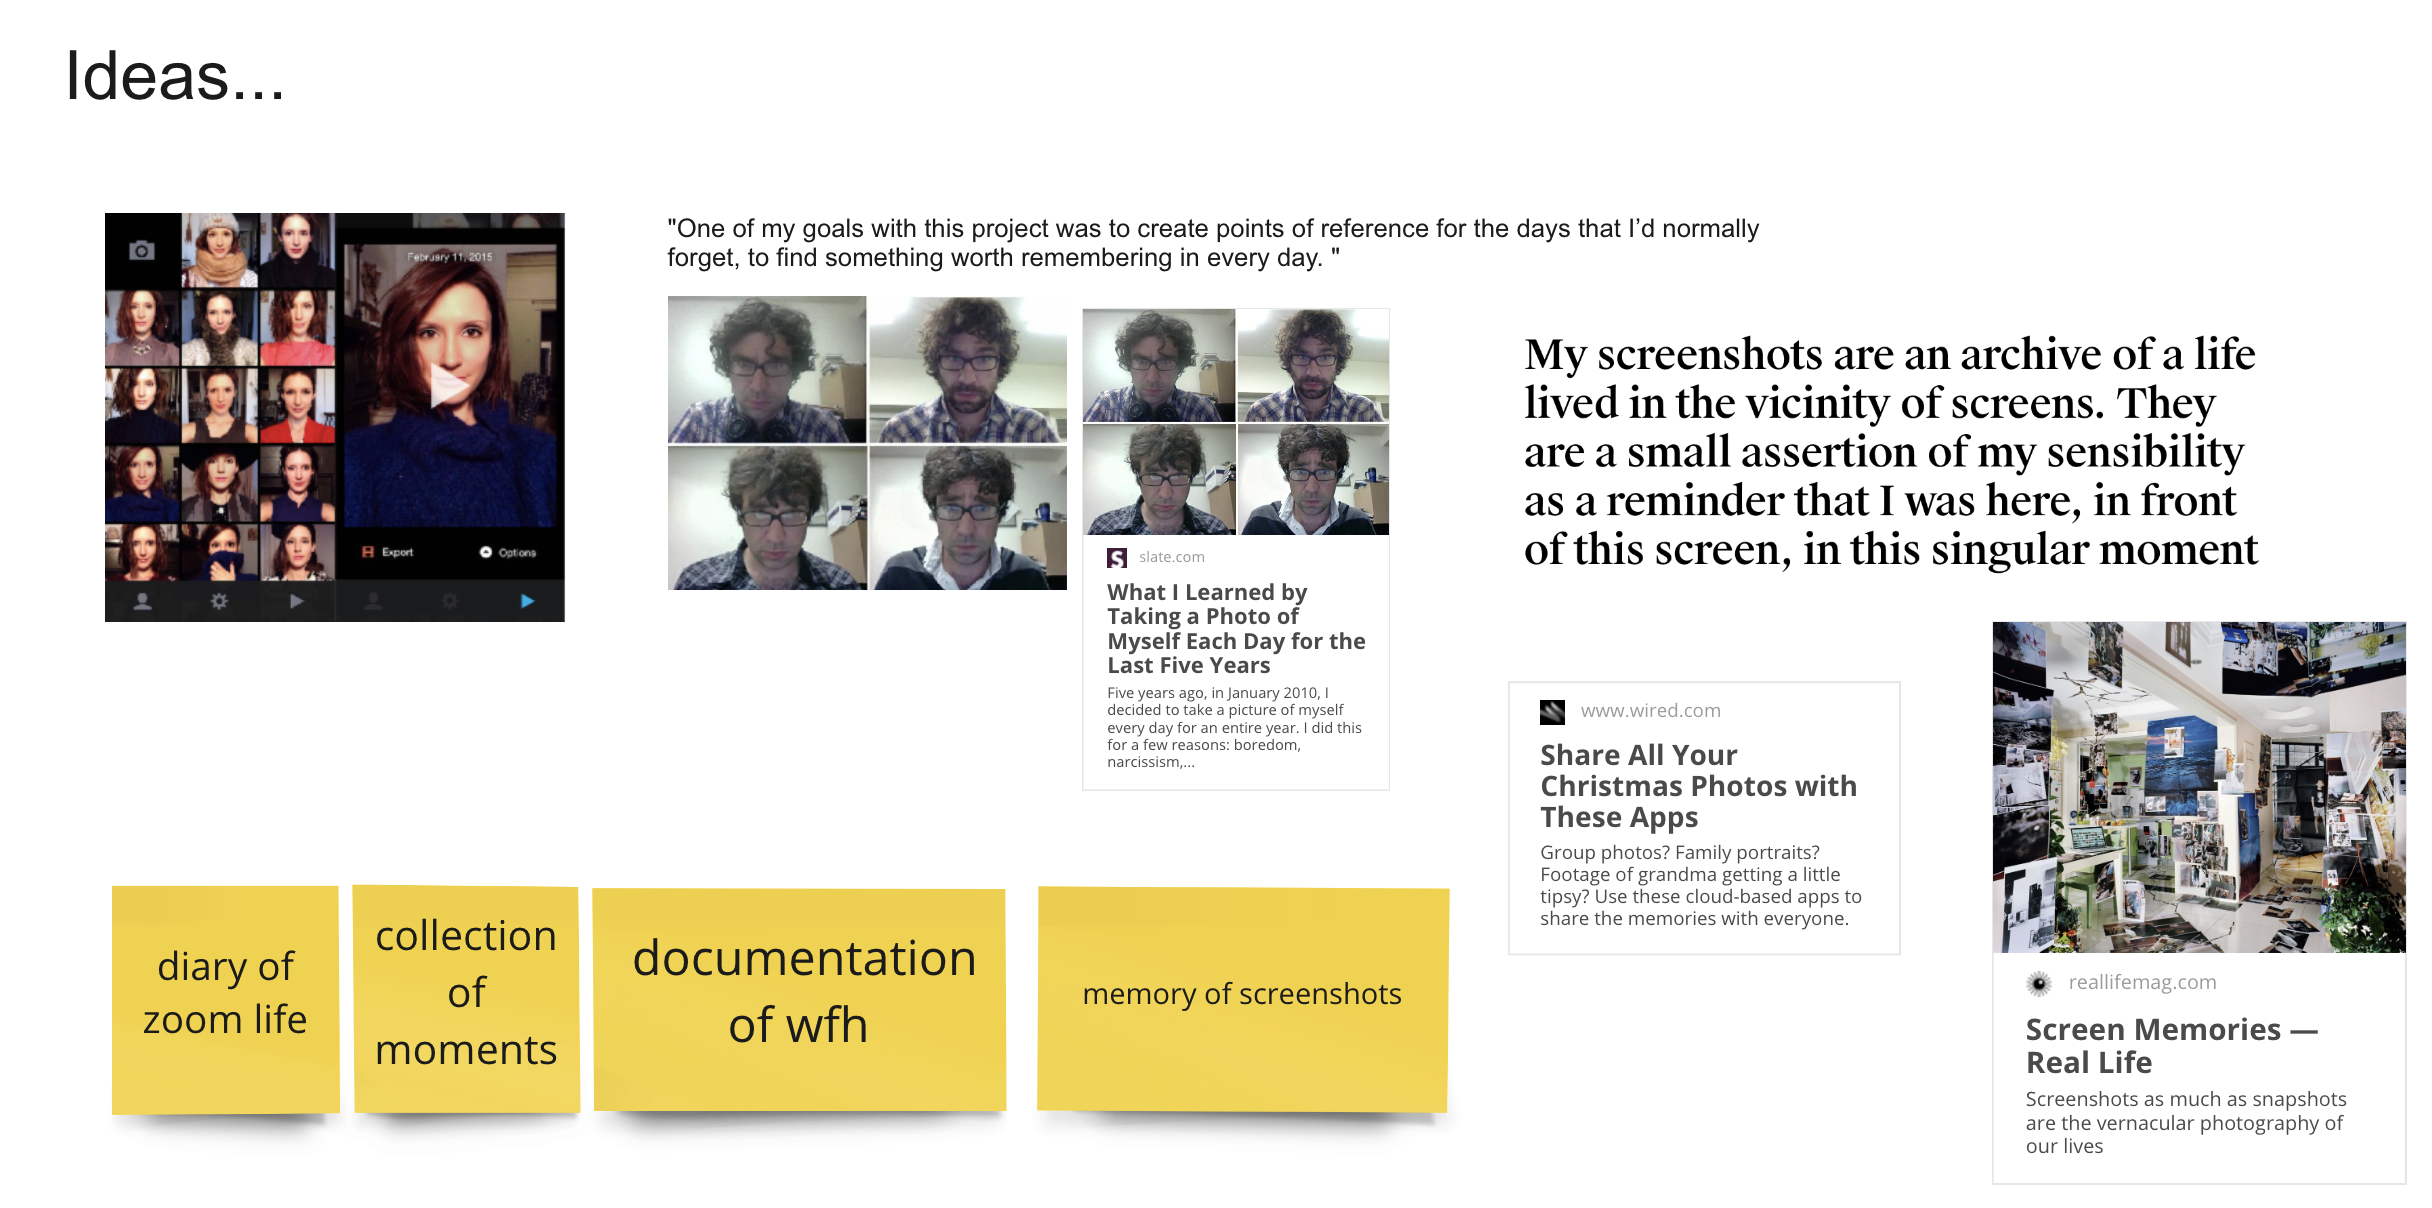 Ideas...
February 11, 2015
Export
Options
"One of my goals with this project was to create points of reference for the days that I’d normally
forget, to find something worth remembering in every day. "
slate.com
What I Learned by
Taking a Photo of
Myself Each Day for the
Last Five Years
Five years ago, in January 2010, I
decided to take a picture of myself
every day for an entire year. I did this
for a few reasons: boredom,
narcissism,...
My screenshots are an archive of a life
lived in the vicinity of screens. They
are a small assertion of my sensibility
as a reminder that I was here, in front
of this screen, in this singular moment
www.wired.com
Share All Your
Christmas Photos with
These Apps
Group photos? Family portraits?
Footage of grandma getting a little
tipsy? Use these cloud-based apps to
share the memories with everyone.
reallifemag.com
Screen Memories —
Real Life
Screenshots as much as snapshots
are the vernacular photography of
our lives
diary of
zoom life
collection
of
moments
documentation
of wfh
memory of screenshots